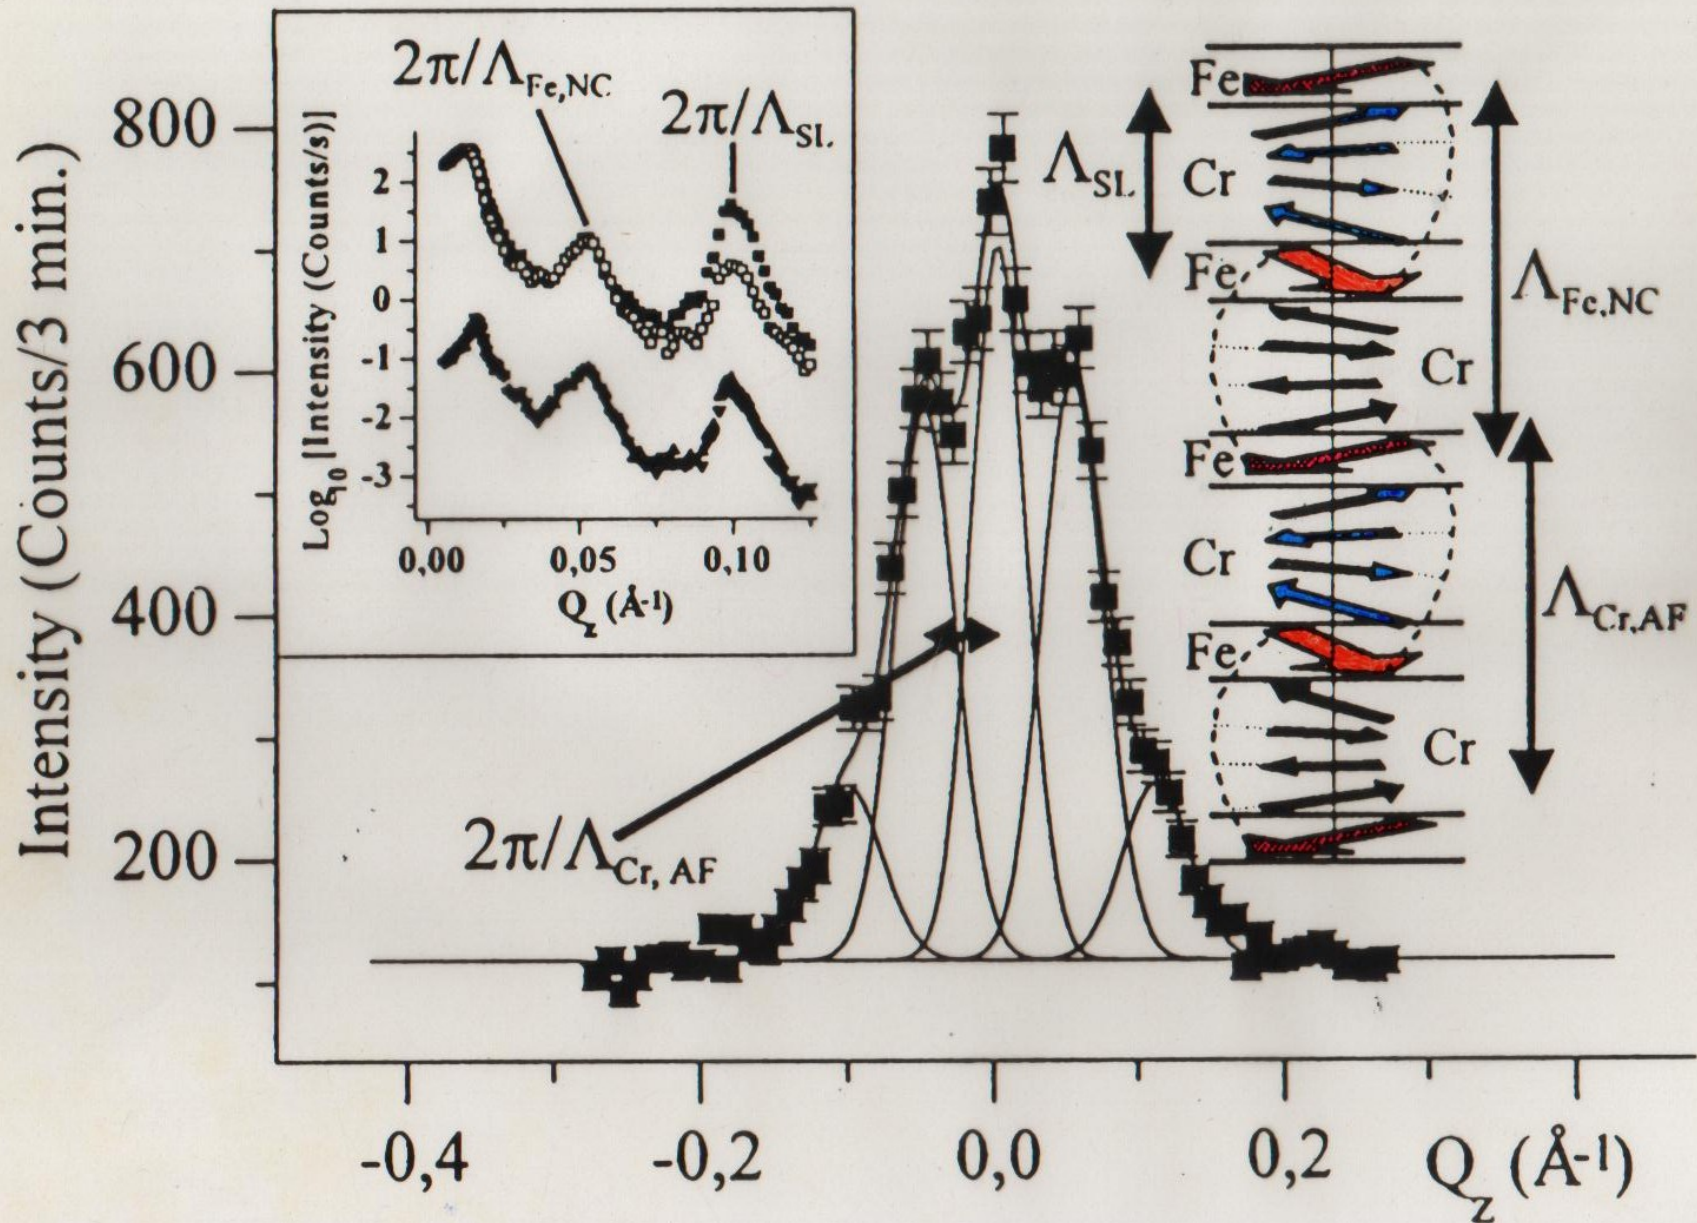 Intensity (Counts/3 min.)
800
600
400
200
-0,4
-0,2
0,0
0,2
Q_z (Å⁻¹)
2π/Λ_Fe,NC
2π/Λ_SL
Log₁₀[Intensity (Counts/s)]
2
1
0
-1
-2
-3
0,00
0,05
0,10
Q_z (Å⁻¹)
2π/Λ_Cr, AF
Λ_SL
Fe
Cr
Fe
Cr
Fe
Cr
Fe
Cr
Λ_Fe,NC
Λ_Cr,AF